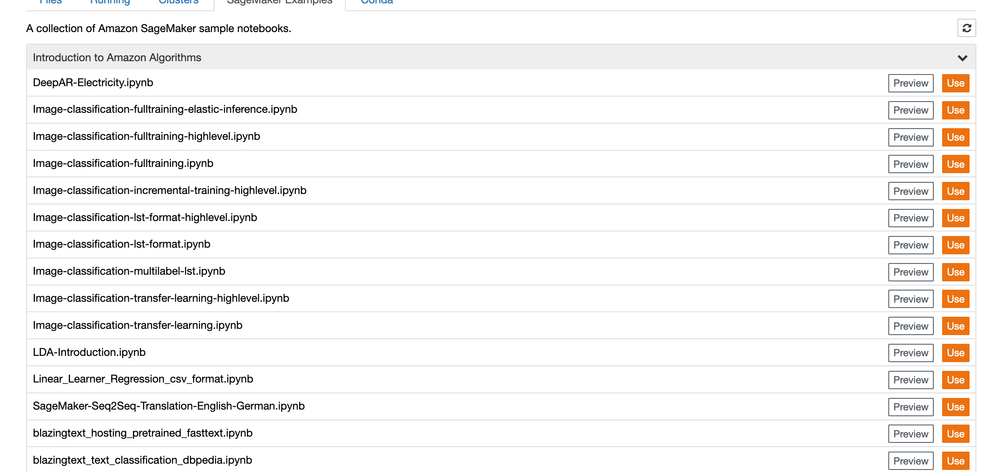 Files Running Clusters SageMaker Examples Conda
A collection of Amazon SageMaker sample notebooks.
Introduction to Amazon Algorithms
DeepAR-Electricity.ipynb Preview Use
Image-classification-fulltraining-elastic-inference.ipynb Preview Use
Image-classification-fulltraining-highlevel.ipynb Preview Use
Image-classification-fulltraining.ipynb Preview Use
Image-classification-incremental-training-highlevel.ipynb Preview Use
Image-classification-lst-format-highlevel.ipynb Preview Use
Image-classification-lst-format.ipynb Preview Use
Image-classification-multilabel-lst.ipynb Preview Use
Image-classification-transfer-learning-highlevel.ipynb Preview Use
Image-classification-transfer-learning.ipynb Preview Use
LDA-Introduction.ipynb Preview Use
Linear_Learner_Regression_csv_format.ipynb Preview Use
SageMaker-Seq2Seq-Translation-English-German.ipynb Preview Use
blazingtext_hosting_pretrained_fasttext.ipynb Preview Use
blazingtext_text_classification_dbpedia.ipynb Preview Use